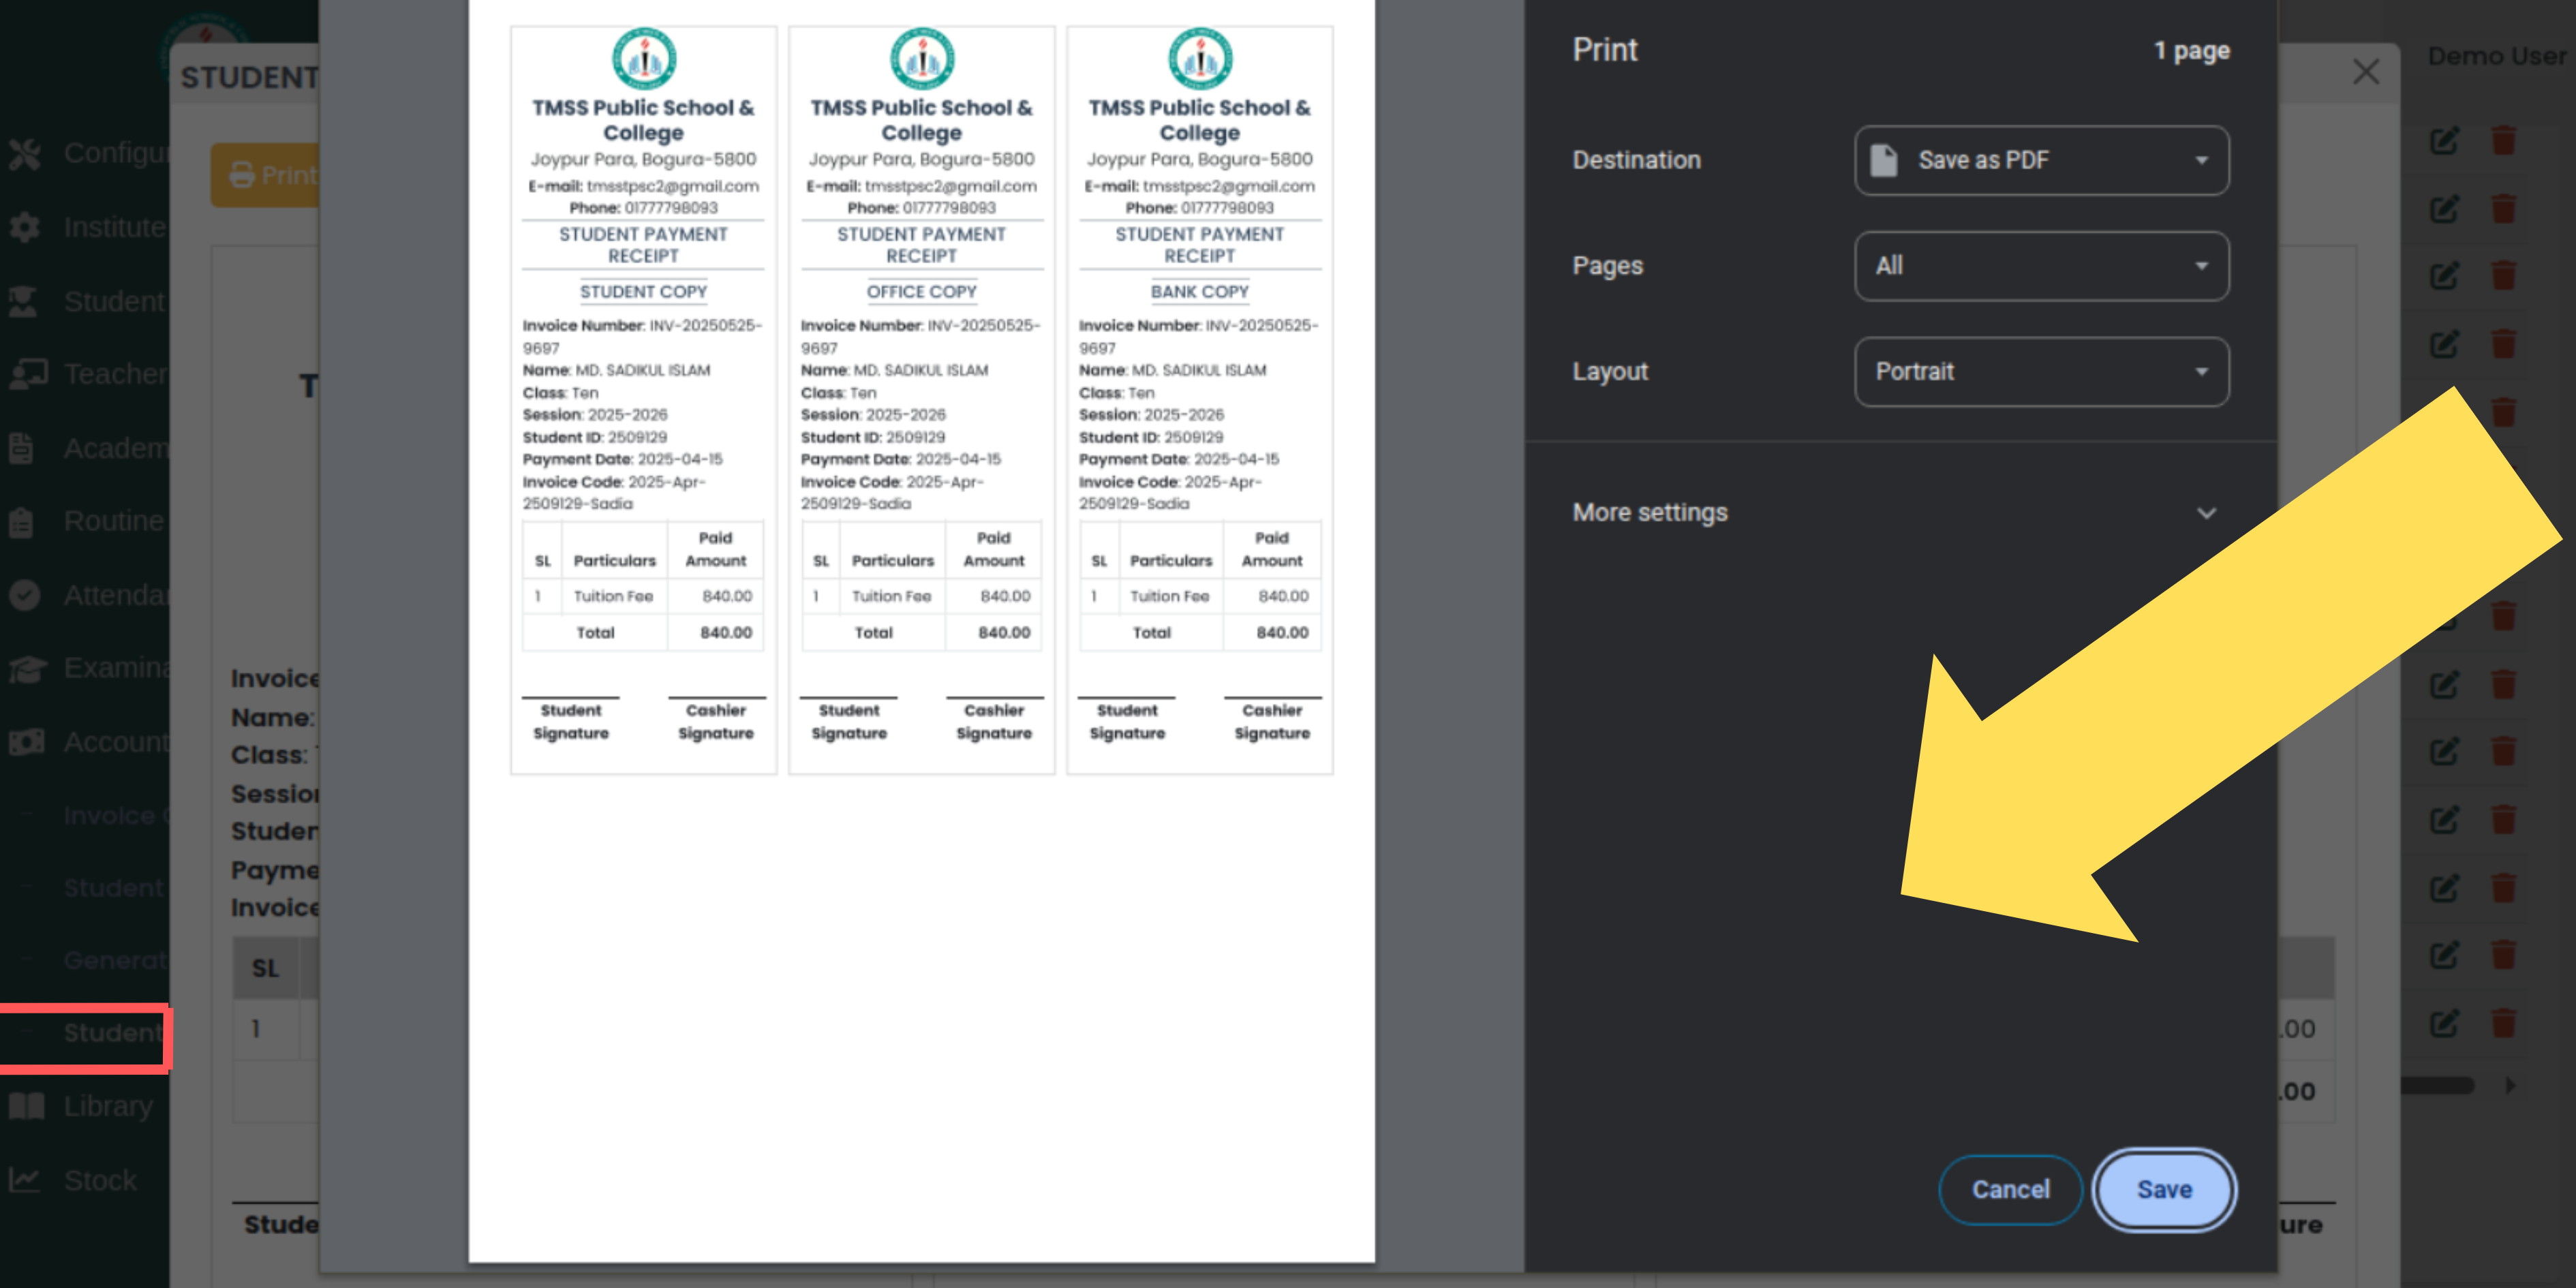 STUDENT
Print
Configur
Institute
Student
Teacher
Academ
Routine
Attendar
Examina
Account
Invoice
Student
Generat
Student
Library
Stock
T
Invoice
Name:
Class:
Session
Studen
Payme
Invoice
SL
1
Stude
TMSS Public School &
College
Joypur Para, Bogura-5800
E-mail: tmsstpsc2@gmail.com
Phone: 01777798093
STUDENT PAYMENT
RECEIPT
STUDENT COPY
Invoice Number: INV-20250525-
9697
Name: MD. SADIKUL ISLAM
Class: Ten
Session: 2025-2026
Student ID: 2509129
Payment Date: 2025-04-15
Invoice Code: 2025-Apr-
2509129-Sadia
SL Particulars Paid Amount
1 Tuition Fee 840.00
Total 840.00
Student Signature
Cashier Signature
TMSS Public School &
College
Joypur Para, Bogura-5800
E-mail: tmsstpsc2@gmail.com
Phone: 01777798093
STUDENT PAYMENT
RECEIPT
OFFICE COPY
Invoice Number: INV-20250525-
9697
Name: MD. SADIKUL ISLAM
Class: Ten
Session: 2025-2026
Student ID: 2509129
Payment Date: 2025-04-15
Invoice Code: 2025-Apr-
2509129-Sadia
SL Particulars Paid Amount
1 Tuition Fee 840.00
Total 840.00
Student Signature
Cashier Signature
TMSS Public School &
College
Joypur Para, Bogura-5800
E-mail: tmsstpsc2@gmail.com
Phone: 01777798093
STUDENT PAYMENT
RECEIPT
BANK COPY
Invoice Number: INV-20250525-
9697
Name: MD. SADIKUL ISLAM
Class: Ten
Session: 2025-2026
Student ID: 2509129
Payment Date: 2025-04-15
Invoice Code: 2025-Apr-
2509129-Sadia
SL Particulars Paid Amount
1 Tuition Fee 840.00
Total 840.00
Student Signature
Cashier Signature
Print 1 page
Destination Save as PDF
Pages All
Layout Portrait
More settings
Cancel Save
Demo User
.00
.00
ure